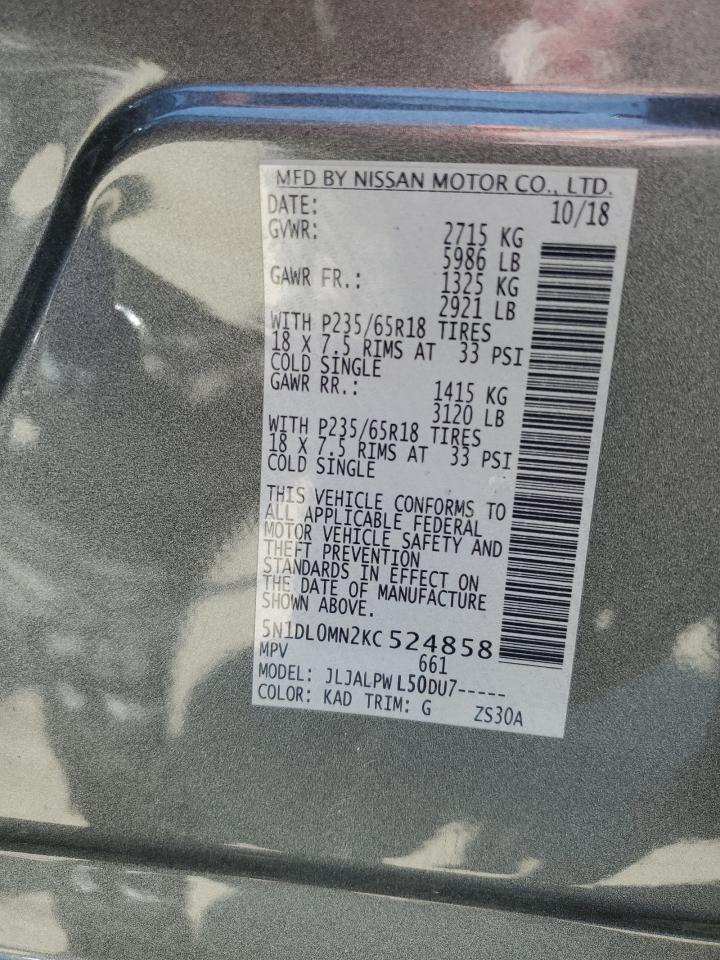 MFD BY NISSAN MOTOR CO., LTD.
DATE: 10/18
GVWR: 2715 KG
5986 LB
GAWR FR.: 1325 KG
2921 LB
WITH P235/65R18 TIRES
18 X 7.5 RIMS AT 33 PSI
COLD SINGLE
GAWR RR.: 1415 KG
3120 LB
WITH P235/65R18 TIRES
18 X 7.5 RIMS AT 33 PSI
COLD SINGLE
THIS VEHICLE CONFORMS TO
ALL APPLICABLE FEDERAL
MOTOR VEHICLE SAFETY AND
THEFT PREVENTION
STANDARDS IN EFFECT ON
THE DATE OF MANUFACTURE
SHOWN ABOVE.
5N1DL0MN2KC524858
MPV 661
MODEL: JLJALPWL50DU7-----
COLOR: KAD TRIM: G ZS30A